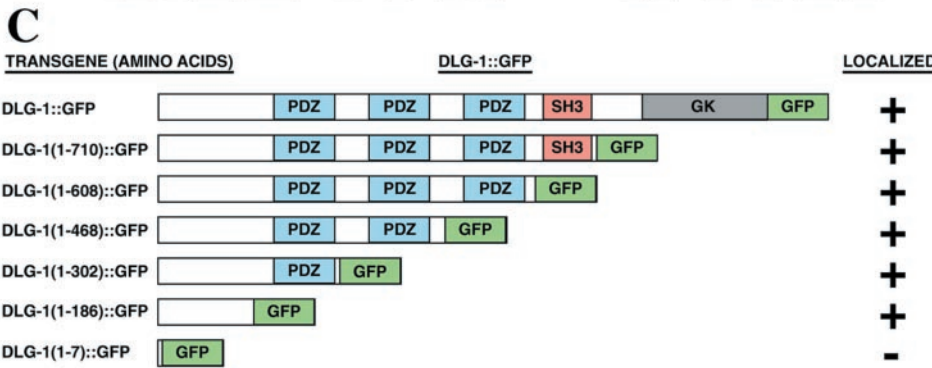 C
TRANSGENE (AMINO ACIDS) DLG-1::GFP LOCALIZED
DLG-1::GFP PDZ PDZ PDZ SH3 GK GFP +
DLG-1(1-710)::GFP PDZ PDZ PDZ SH3 GFP +
DLG-1(1-608)::GFP PDZ PDZ PDZ GFP +
DLG-1(1-468)::GFP PDZ PDZ GFP +
DLG-1(1-302)::GFP PDZ GFP +
DLG-1(1-186)::GFP GFP +
DLG-1(1-7)::GFP GFP -